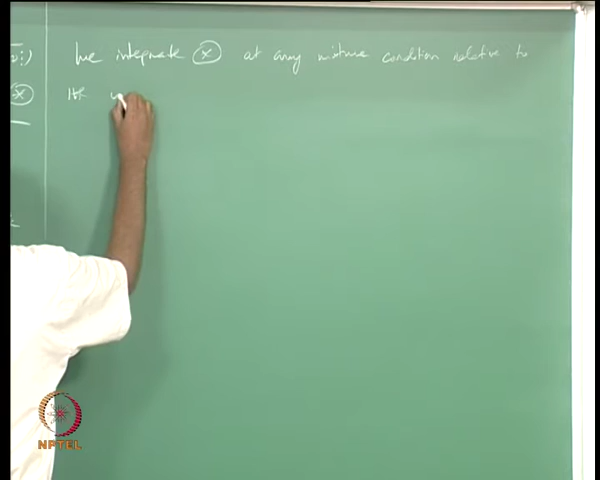 We integrate (*) at any mixture condition relative to
the
(*)
NPTEL